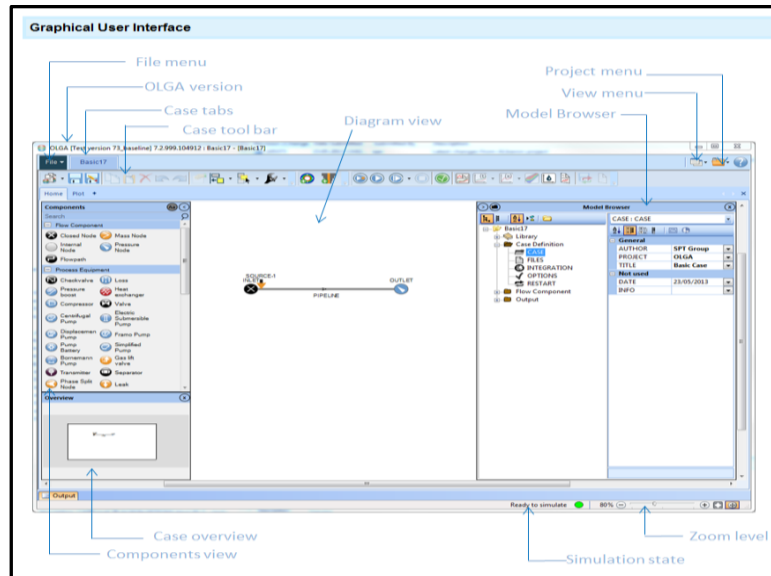 Graphical User Interface
File menu
OLGA version
Case tabs
Case tool bar
Diagram view
Project menu
View menu
Model Browser
OLGA [Test version 73_baseline] 7.2.999.104912 : Basic17 - [Basic17]
File
Basic17
Home Plot
Components
Search
Flow Component
Closed Node Mass Node
Internal Node Pressure Node
Flowpath
Process Equipment
Checkvalve Loss
Pressure boost Heat exchanger
Compressor Valve
Centrifugal Pump Electric Submersible Pump
Displacemen Pump Framo Pump
Pump Battery Simplified Pump
Bornemann Pump Gas lift valve
Transmitter Separator
Phase Split Node Leak
Overview
SOURCE-1
INLET
OUTLET
PIPELINE
Model Browser
Basic17
Library
Case Definition
CASE
FILES
INTEGRATION
OPTIONS
RESTART
Flow Component
Output
CASE : CASE
General
AUTHOR SPT Group
PROJECT OLGA
TITLE Basic Case
Not used
DATE 23/05/2013
INFO
Output
Ready to simulate 80%
Case overview
Components view
Zoom level
Simulation state